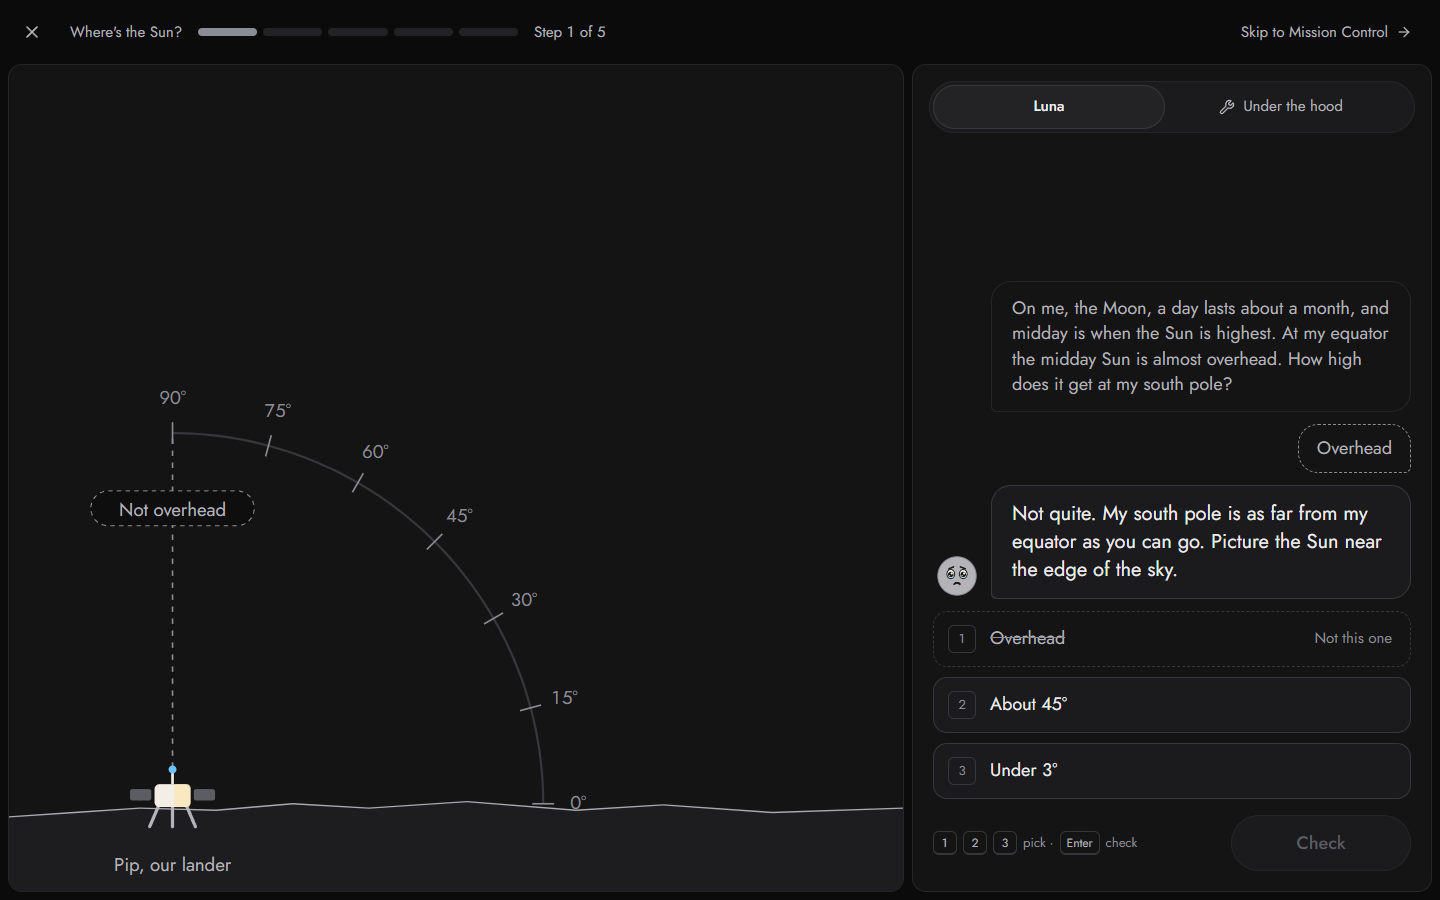 Where's the Sun?
Step 1 of 5
Skip to Mission Control
90°
75°
60°
45°
30°
15°
0°
Not overhead
Pip, our lander
Luna
Under the hood
On me, the Moon, a day lasts about a month, and
midday is when the Sun is highest. At my equator
the midday Sun is almost overhead. How high
does it get at my south pole?
Overhead
Not quite. My south pole is as far from my
equator as you can go. Picture the Sun near
the edge of the sky.
1 Overhead Not this one
2 About 45°
3 Under 3°
1 2 3 pick · Enter check
Check